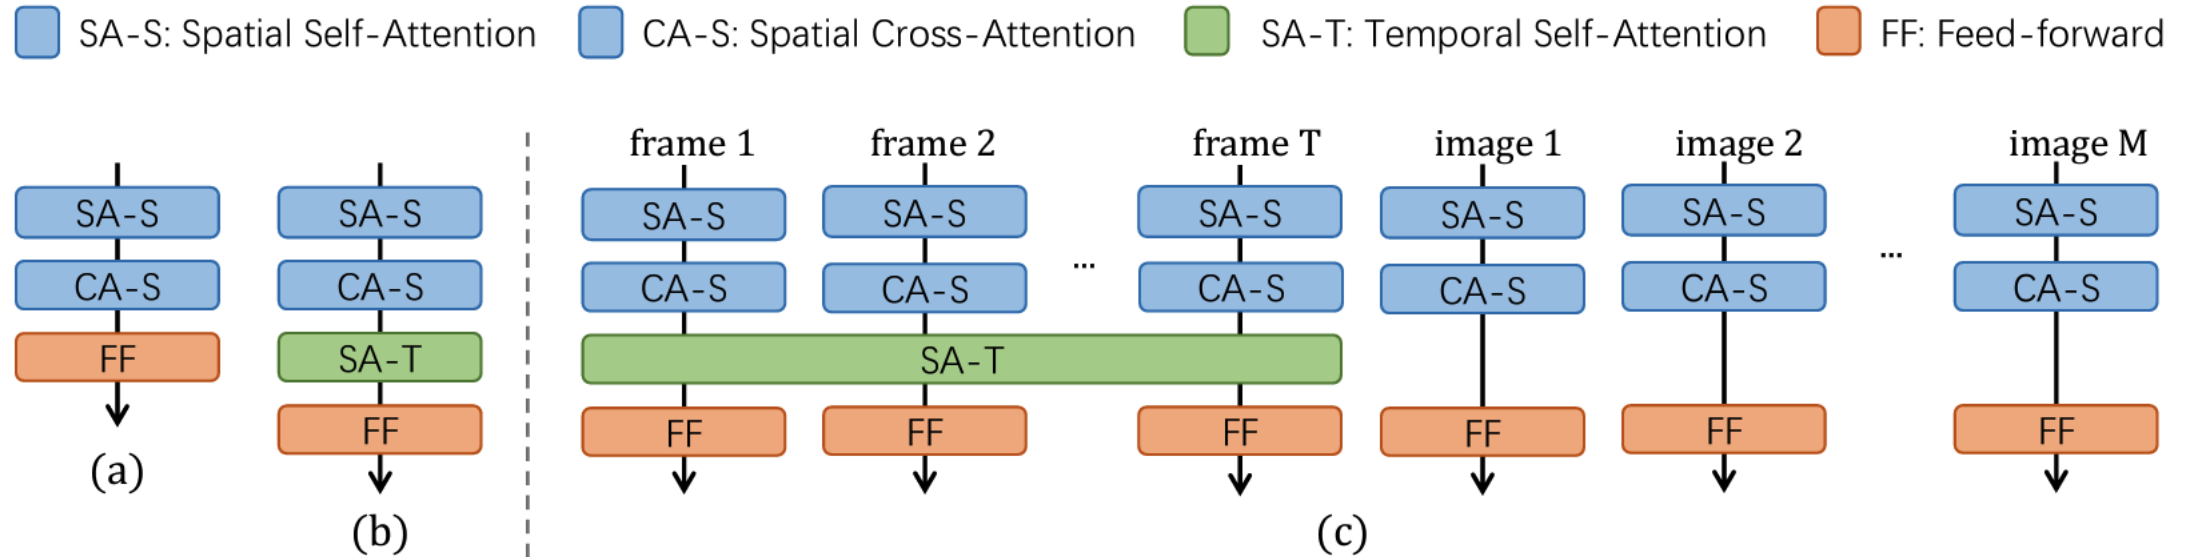 SA-S: Spatial Self-Attention CA-S: Spatial Cross-Attention SA-T: Temporal Self-Attention FF: Feed-forward
frame 1 frame 2 frame T image 1 image 2 image M
SA-S SA-S SA-S SA-S SA-S SA-S SA-S SA-S
... ...
CA-S CA-S CA-S CA-S CA-S CA-S CA-S CA-S
FF SA-T SA-T
FF FF FF FF FF FF FF
(a)
(b) (c)